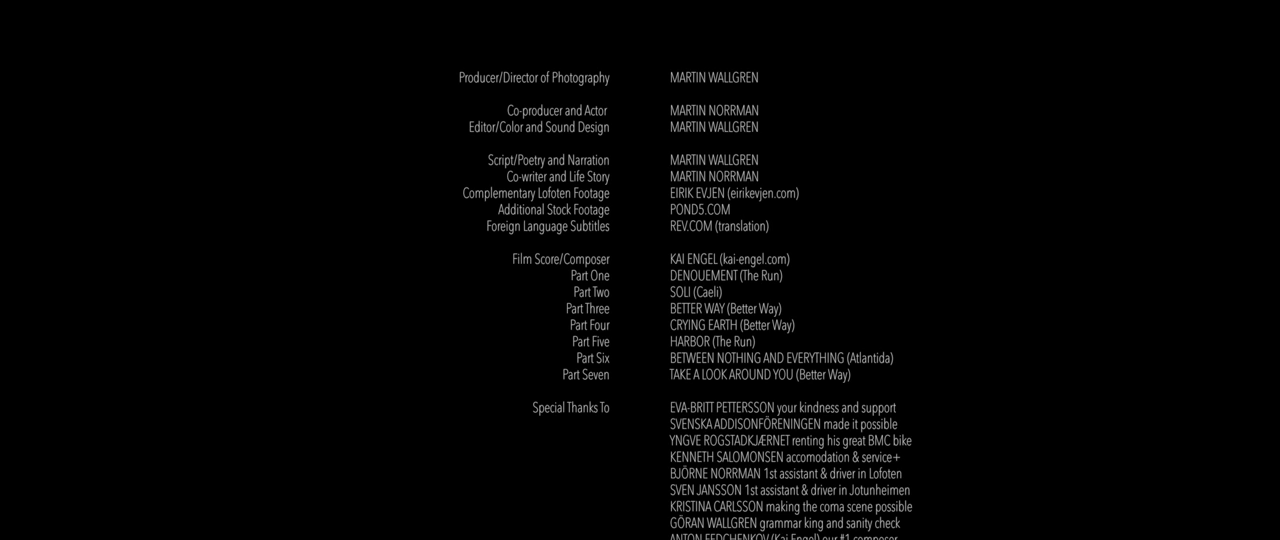 Producer/Director of Photography MARTIN WALLGREN
Co-producer and Actor MARTIN NORRMAN
Editor/Color and Sound Design MARTIN WALLGREN
Script/Poetry and Narration MARTIN WALLGREN
Co-writer and Life Story MARTIN NORRMAN
Complementary Lofoten Footage EIRIK EVJEN (eirikevjen.com)
Additional Stock Footage POND5.COM
Foreign Language Subtitles REV.COM (translation)
Film Score/Composer KAI ENGEL (kai-engel.com)
Part One DENOUEMENT (The Run)
Part Two SOLI (Caeli)
Part Three BETTER WAY (Better Way)
Part Four CRYING EARTH (Better Way)
Part Five HARBOR (The Run)
Part Six BETWEEN NOTHING AND EVERYTHING (Atlantida)
Part Seven TAKE A LOOK AROUND YOU (Better Way)
Special Thanks To EVA-BRITT PETTERSSON your kindness and support
SVENSKA ADDISONFÖRENINGEN made it possible
YNGVE ROGSTADKJÆRNET renting his great BMC bike
KENNETH SALOMONSEN accomodation & service+
BJÖRNE NORRMAN 1st assistant & driver in Lofoten
SVEN JANSSON 1st assistant & driver in Jotunheimen
KRISTINA CARLSSON making the coma scene possible
GÖRAN WALLGREN grammar king and sanity check
ANTON FEDCHENKOV (Kai Engel) our #1 composer